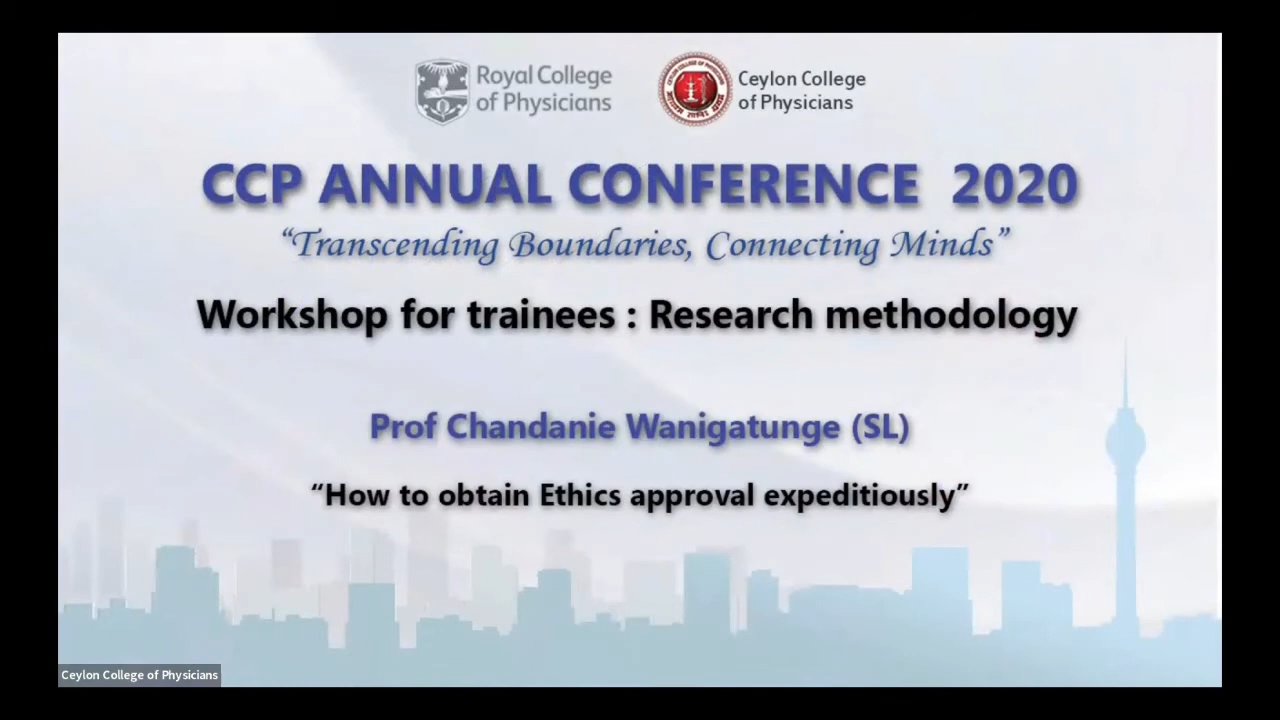 Royal College
of Physicians
Ceylon College
of Physicians
CCP ANNUAL CONFERENCE 2020
“Transcending Boundaries, Connecting Minds”
Workshop for trainees : Research methodology
Prof Chandanie Wanigatunge (SL)
“How to obtain Ethics approval expeditiously”
Ceylon College of Physicians